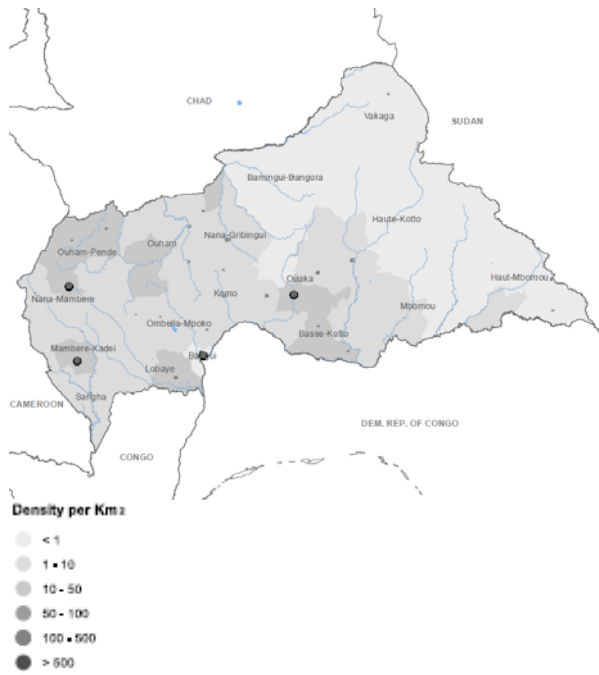 CHAD
Vakaga
SUDAN
Bamingui-Bangora
Haute-Kotto
Nana-Gribingui
Ouham
Ouham-Pende
Ouaka
Haut-Mbomou
Nana-Mambere
Kemo
Mbomou
Ombella-Mpoko
Basse-Kotto
Mambere-Kadei
Bangui
Lobaye
Sangha
CAMEROON
DEM. REP. OF CONGO
CONGO
Density per Km2
< 1
1 - 10
10 - 50
50 - 100
100 - 500
> 500